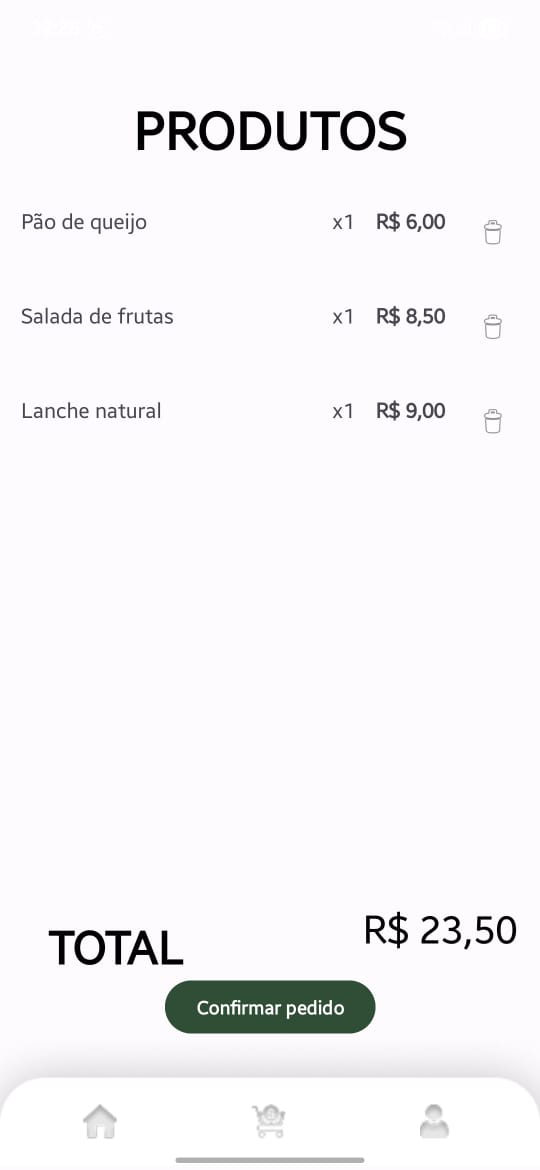 PRODUTOS
Pão de queijo x1 R$ 6,00
Salada de frutas x1 R$ 8,50
Lanche natural x1 R$ 9,00
TOTAL R$ 23,50
Confirmar pedido